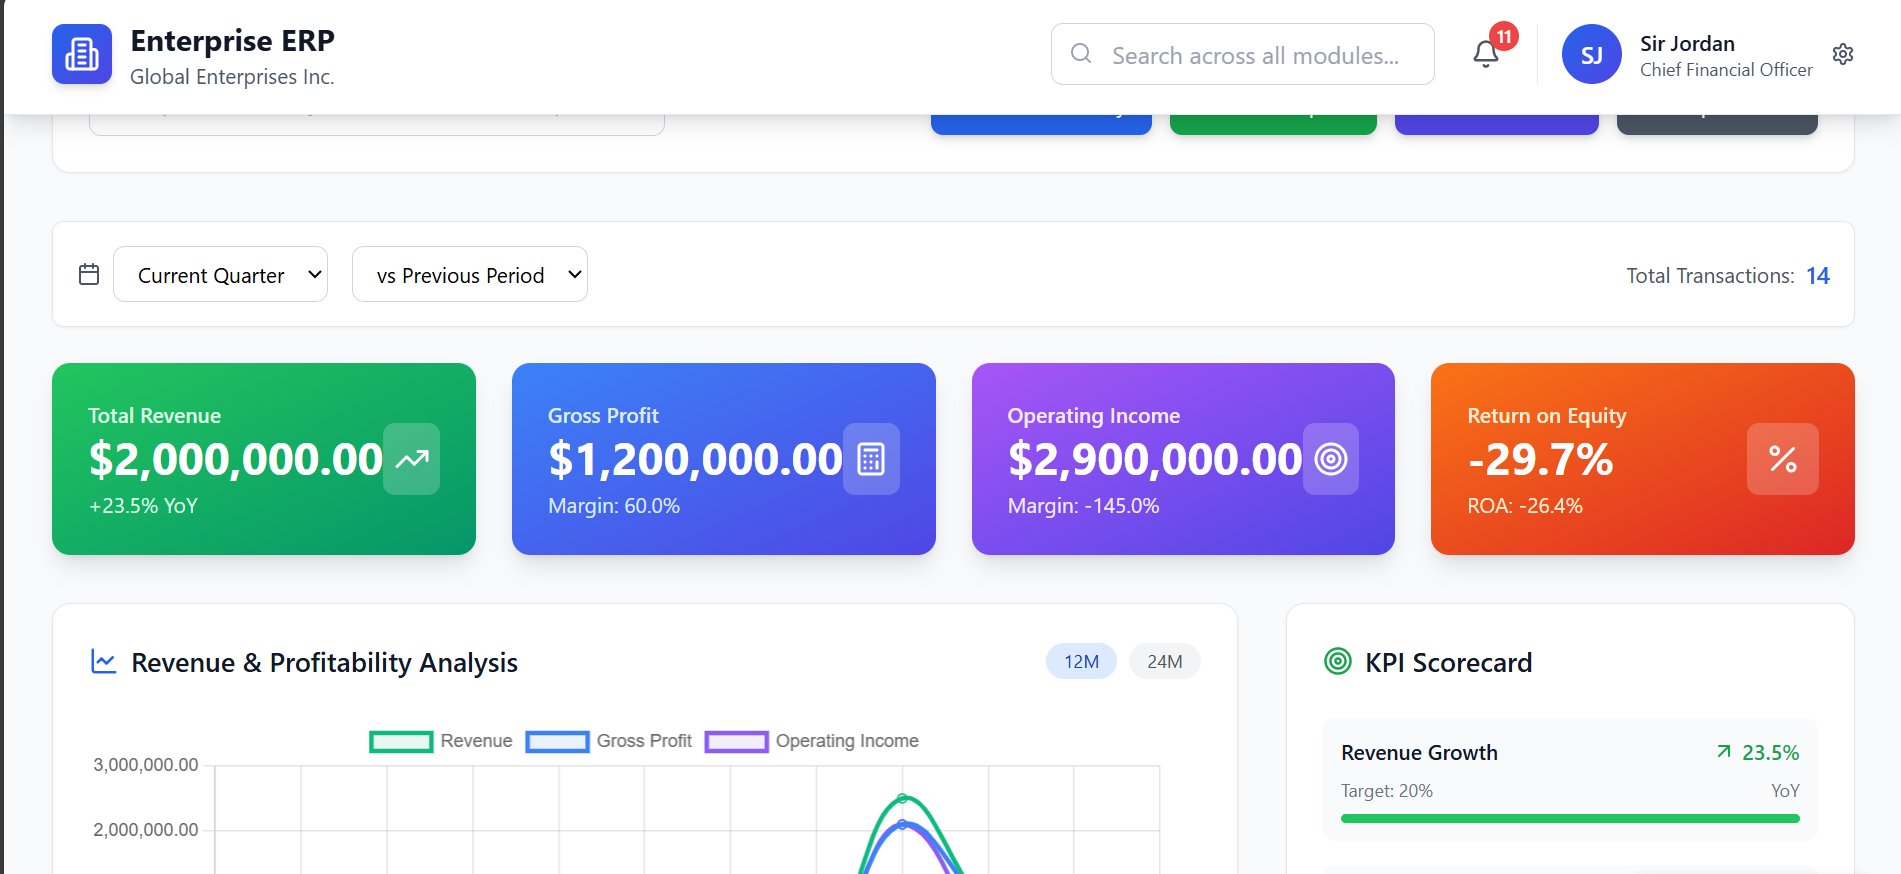 Enterprise ERP
Global Enterprises Inc.
Search across all modules...
11
SJ
Sir Jordan
Chief Financial Officer
Current Quarter
vs Previous Period
Total Transactions: 14
Total Revenue
$2,000,000.00
+23.5% YoY
Gross Profit
$1,200,000.00
Margin: 60.0%
Operating Income
$2,900,000.00
Margin: -145.0%
Return on Equity
-29.7%
ROA: -26.4%
Revenue & Profitability Analysis
12M
24M
Revenue
Gross Profit
Operating Income
3,000,000.00
2,000,000.00
KPI Scorecard
Revenue Growth
23.5%
Target: 20%
YoY